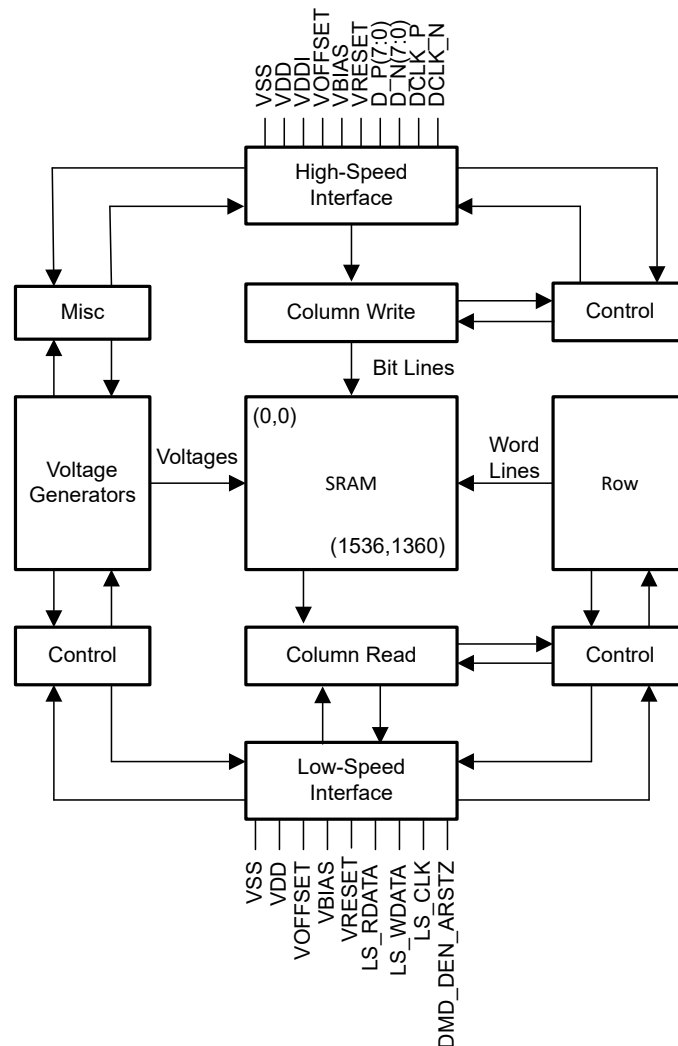 VSS
VDD
VDDI
VOFFSET
VBIAS
VRESET
D_P(7:0)
D_N(7:0)
DCLK_P
DCLK_N
High-Speed
Interface
Misc
Column Write
Control
Bit Lines
(0,0)
Voltage
Generators
Voltages
SRAM
Word
Lines
Row
(1536,1360)
Control
Column Read
Control
Low-Speed
Interface
VSS
VDD
VOFFSET
VBIAS
VRESET
LS_RDATA
LS_WDATA
LS_CLK
DMD_DEN_ARSTZ